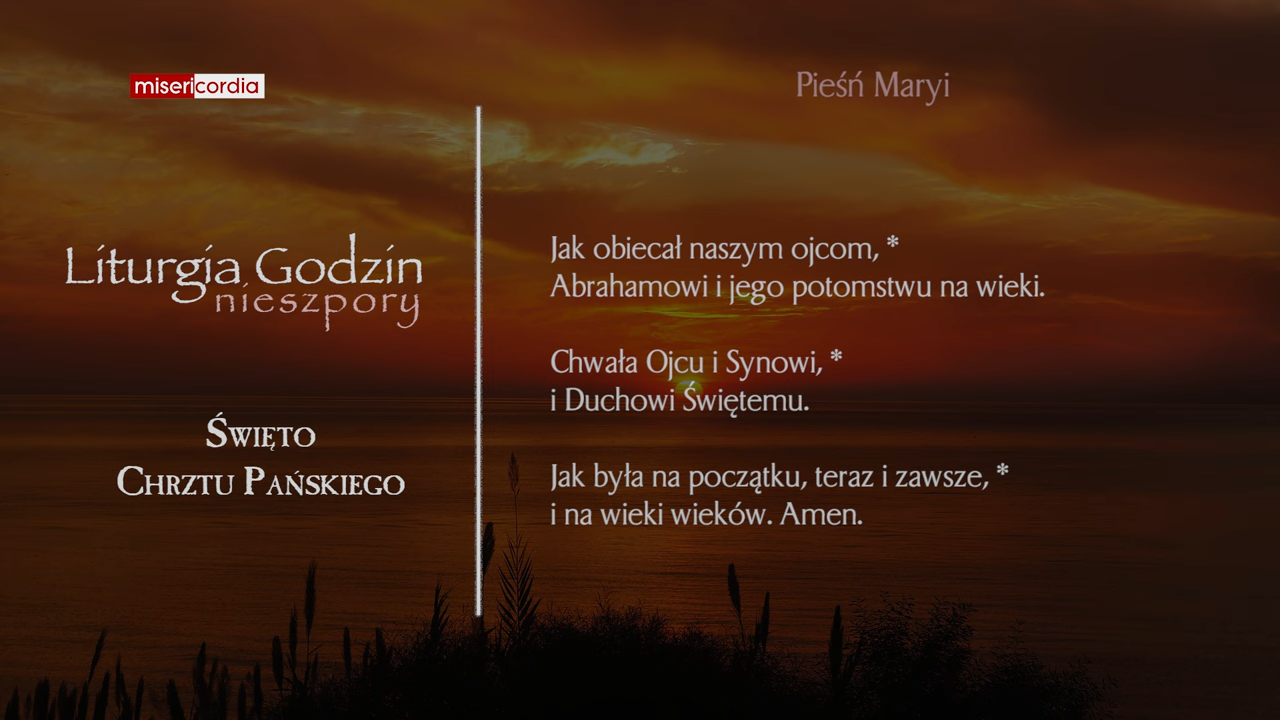 misericordia
Pieśń Maryi
Liturgia Godzin
nieszpory
Święto
Chrztu Pańskiego
Jak obiecał naszym ojcom, *
Abrahamowi i jego potomstwu na wieki.
Chwała Ojcu i Synowi, *
i Duchowi Świętemu.
Jak była na początku, teraz i zawsze, *
i na wieki wieków. Amen.